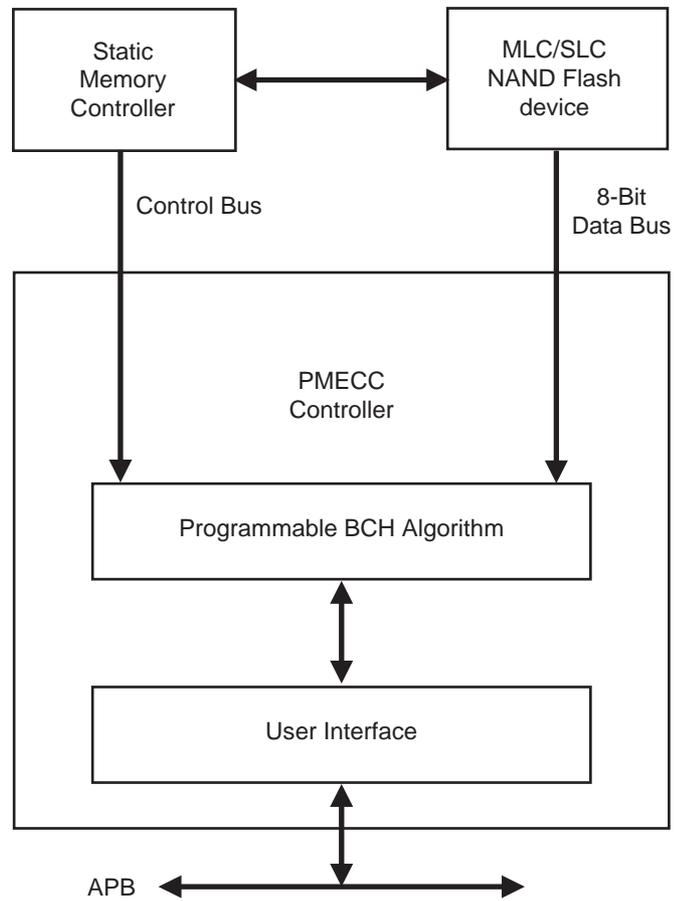 Static
Memory
Controller
MLC/SLC
NAND Flash
device
Control Bus
8-Bit
Data Bus
PMECC
Controller
Programmable BCH Algorithm
User Interface
APB